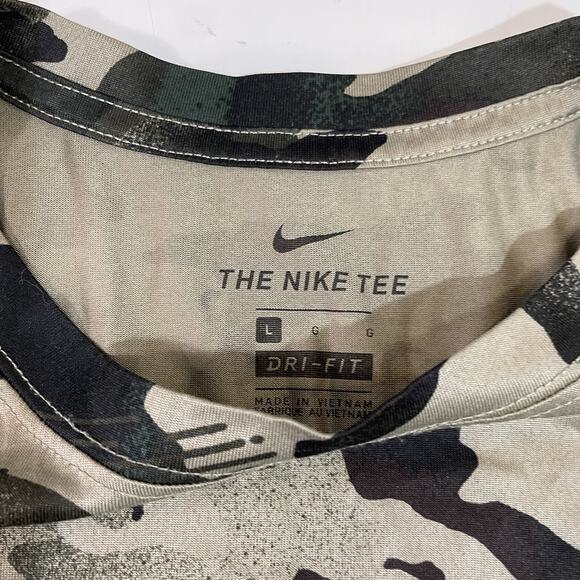 THE NIKE TEE
L G G
DRI-FIT
MADE IN VIETNAM
FABRIQUE AU VIETNAM